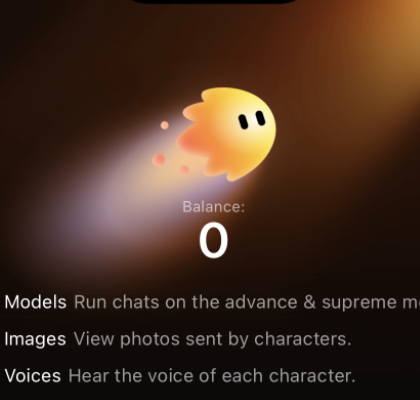 Balance:
0
Models Run chats on the advance & supreme
Images View photos sent by characters.
Voices Hear the voice of each character.